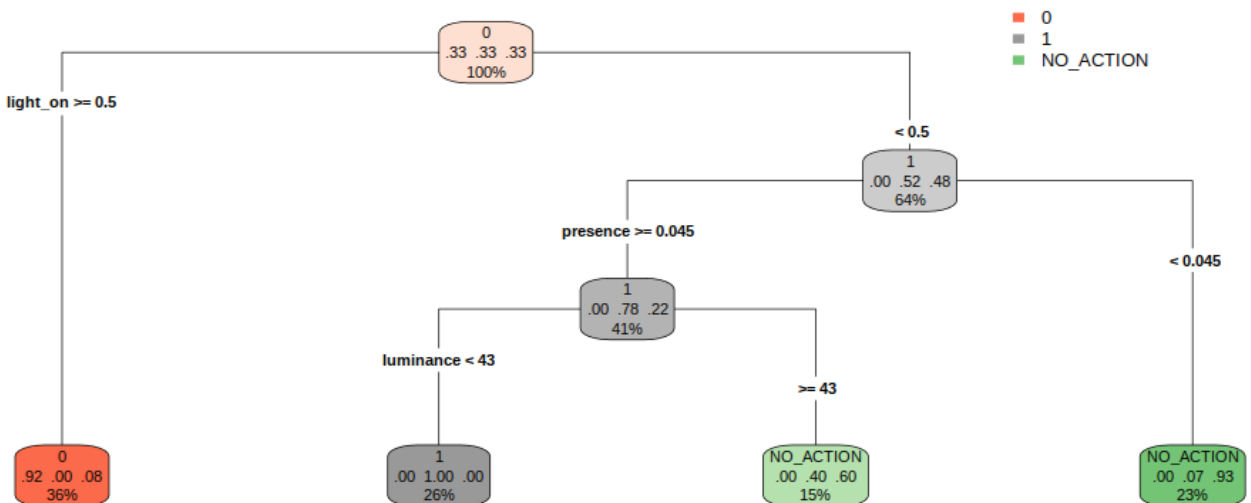 0
.33 .33 .33
100%
0
1
NO_ACTION
light_on >= 0.5
< 0.5
1
.00 .52 .48
64%
presence >= 0.045
< 0.045
1
.00 .78 .22
41%
luminance < 43
>= 43
0
.92 .00 .08
36%
1
.00 1.00 .00
26%
NO_ACTION
.00 .40 .60
15%
NO_ACTION
.00 .07 .93
23%